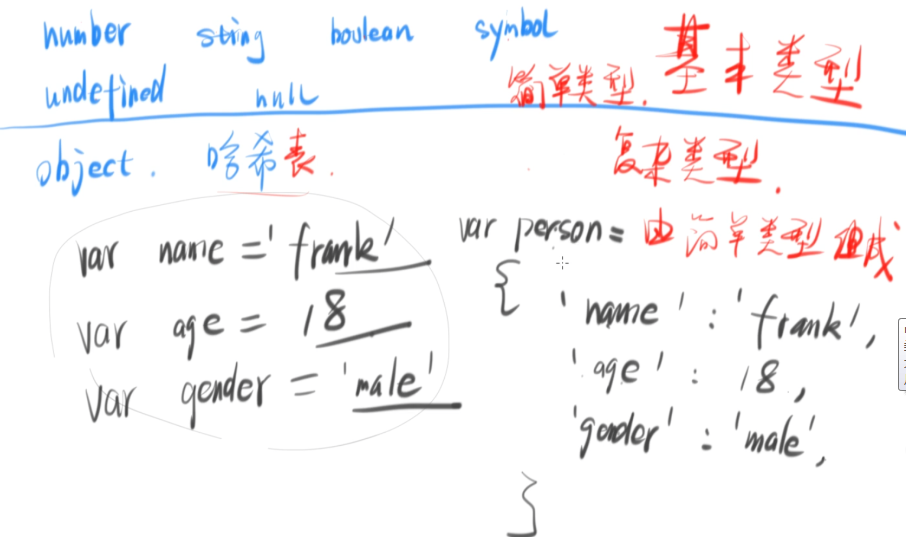 number sting boulean symbol
undefined null 简单类型. 基本类型
object. 哈希表. 复杂类型.
var name = 'frank'
var age = 18
var gender = 'male'
var person = 由简单类型组成
{
'name' : 'frank',
'age' : 18,
'gender' : 'male',
}